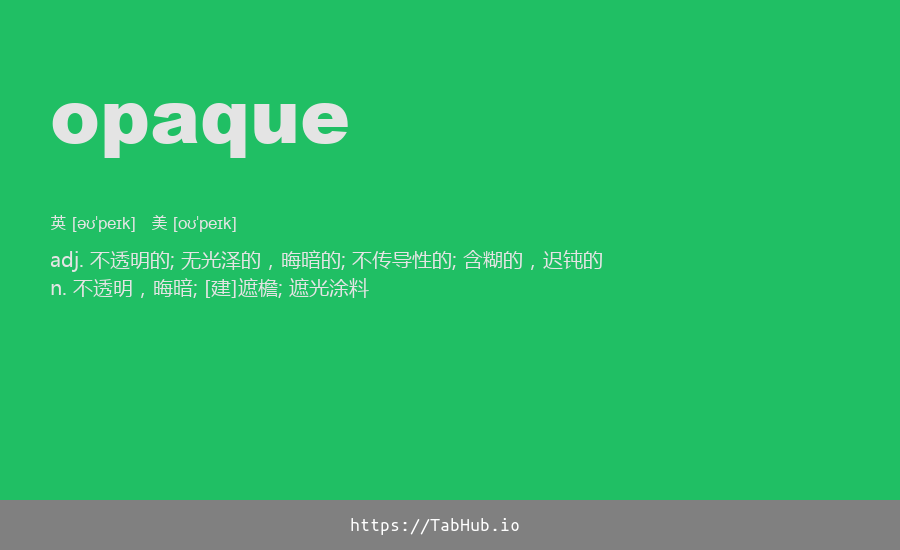 opaque
英 [əʊ'peɪk] 美 [oʊˈpeɪk]
adj. 不透明的; 无光泽的，晦暗的; 不传导性的; 含糊的，迟钝的
n. 不透明，晦暗; [建]遮檐; 遮光涂料
https://TabHub.io